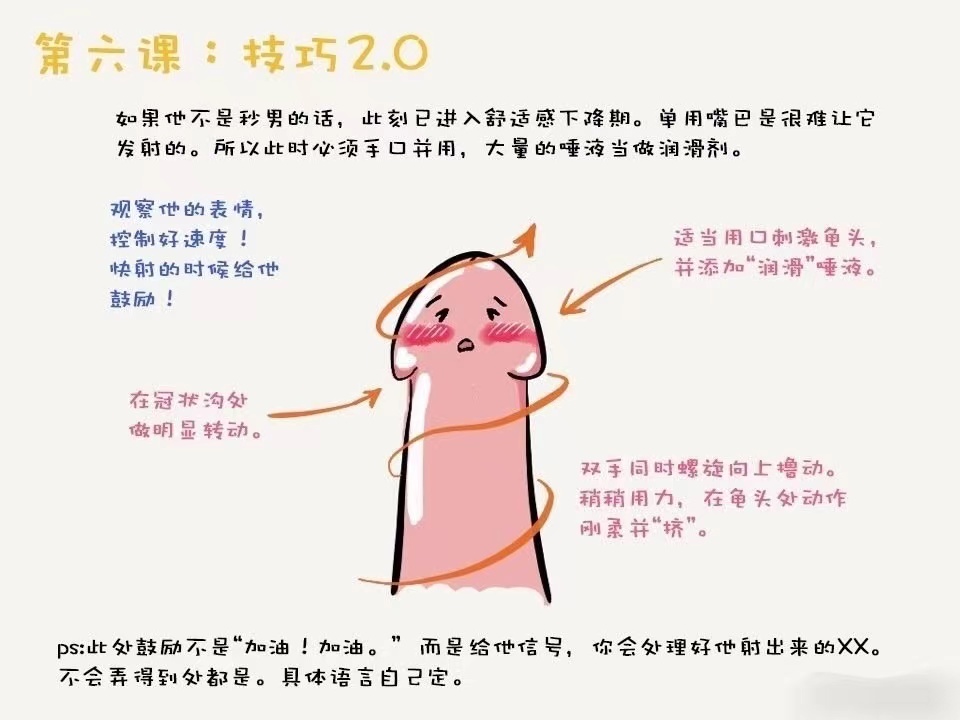 第六课：技巧2.0
如果他不是秒男的话，此刻已进入舒适感下降期。单用嘴巴是很难让它
发射的。所以此时必须手口并用，大量的唾液当做润滑剂。
观察他的表情，
控制好速度！
快射的时候给他
鼓励！
适当用口刺激龟头，
并添加“润滑”唾液。
在冠状沟处
做明显转动。
双手同时螺旋向上撸动。
稍稍用力，在龟头处动作
刚柔并“挤”。
ps:此处鼓励不是“加油！加油。” 而是给他信号，你会处理好他射出来的XX。
不会弄得到处都是。具体语言自己定。